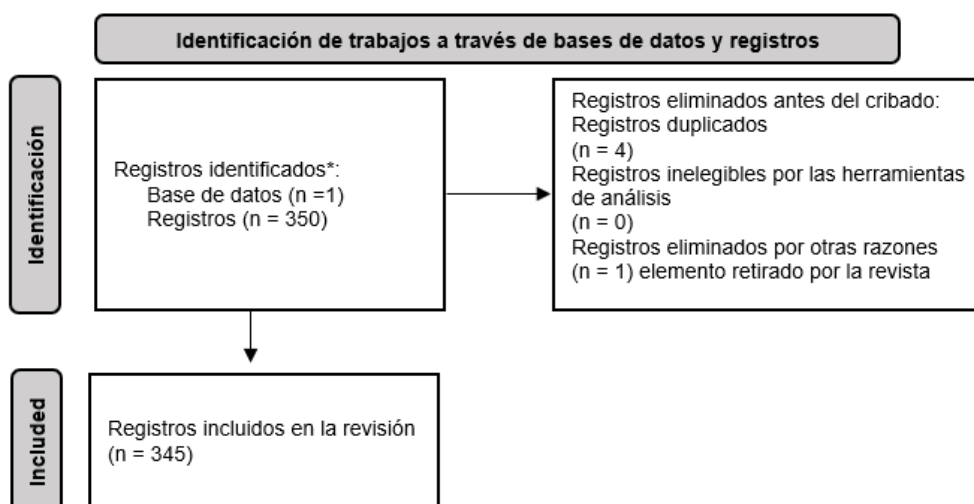 Identificación de trabajos a través de bases de datos y registros
Identificación
Registros identificados*:
Base de datos (n =1)
Registros (n = 350)
Registros eliminados antes del cribado:
Registros duplicados
(n = 4)
Registros inelegibles por las herramientas
de análisis
(n = 0)
Registros eliminados por otras razones
(n = 1) elemento retirado por la revista
Included
Registros incluidos en la revisión
(n = 345)